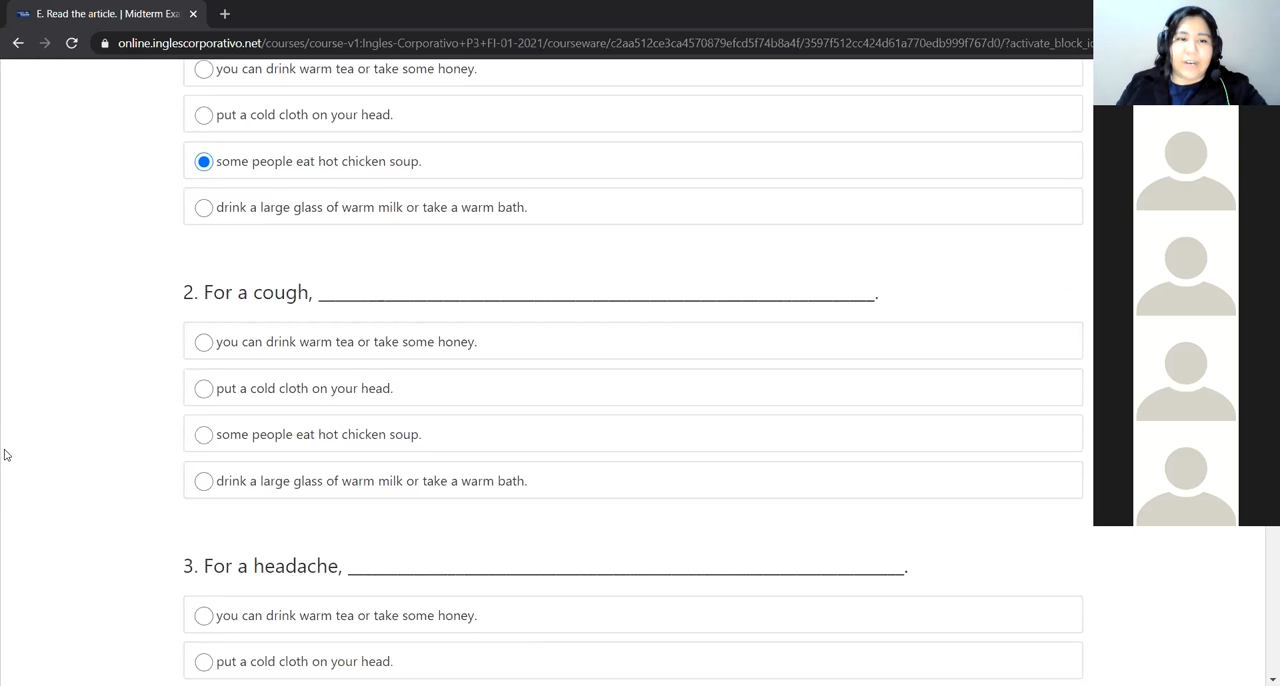 E. Read the article. | Midterm Exa
online.inglescorporativo.net/courses/course-v1:Ingles-Corporativo+P3+FI-01-2021/courseware/c2aa512ce3ca4570879efcd5f74b8a4f/3597f512cc424d61a770edb999f767d0/?activate_block_ic
you can drink warm tea or take some honey.
put a cold cloth on your head.
some people eat hot chicken soup.
drink a large glass of warm milk or take a warm bath.
2. For a cough, ______________________________________________.
you can drink warm tea or take some honey.
put a cold cloth on your head.
some people eat hot chicken soup.
drink a large glass of warm milk or take a warm bath.
3. For a headache, ______________________________________________.
you can drink warm tea or take some honey.
put a cold cloth on your head.